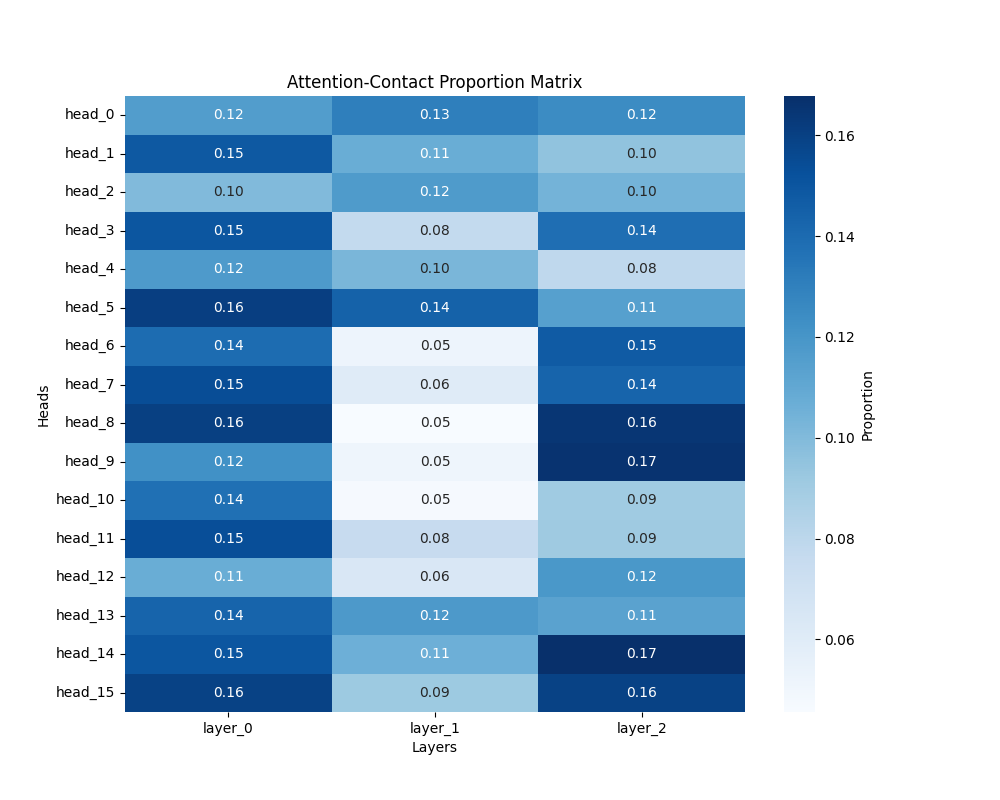 Attention-Contact Proportion Matrix
head_0 0.12 0.13 0.12
head_1 0.15 0.11 0.10
head_2 0.10 0.12 0.10
head_3 0.15 0.08 0.14
head_4 0.12 0.10 0.08
head_5 0.16 0.14 0.11
head_6 0.14 0.05 0.15
head_7 0.15 0.06 0.14
head_8 0.16 0.05 0.16
head_9 0.12 0.05 0.17
head_10 0.14 0.05 0.09
head_11 0.15 0.08 0.09
head_12 0.11 0.06 0.12
head_13 0.14 0.12 0.11
head_14 0.15 0.11 0.17
head_15 0.16 0.09 0.16
layer_0 layer_1 layer_2
Layers
Heads
0.16
0.14
0.12
0.10
0.08
0.06
Proportion